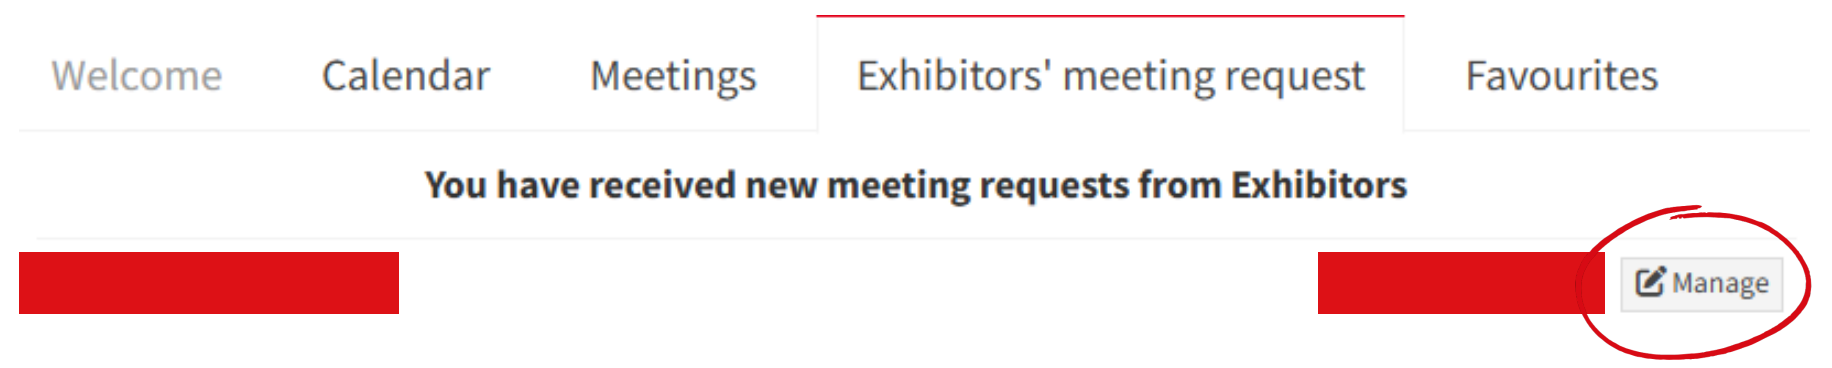 Welcome Calendar Meetings Exhibitors' meeting request Favourites
You have received new meeting requests from Exhibitors
Manage